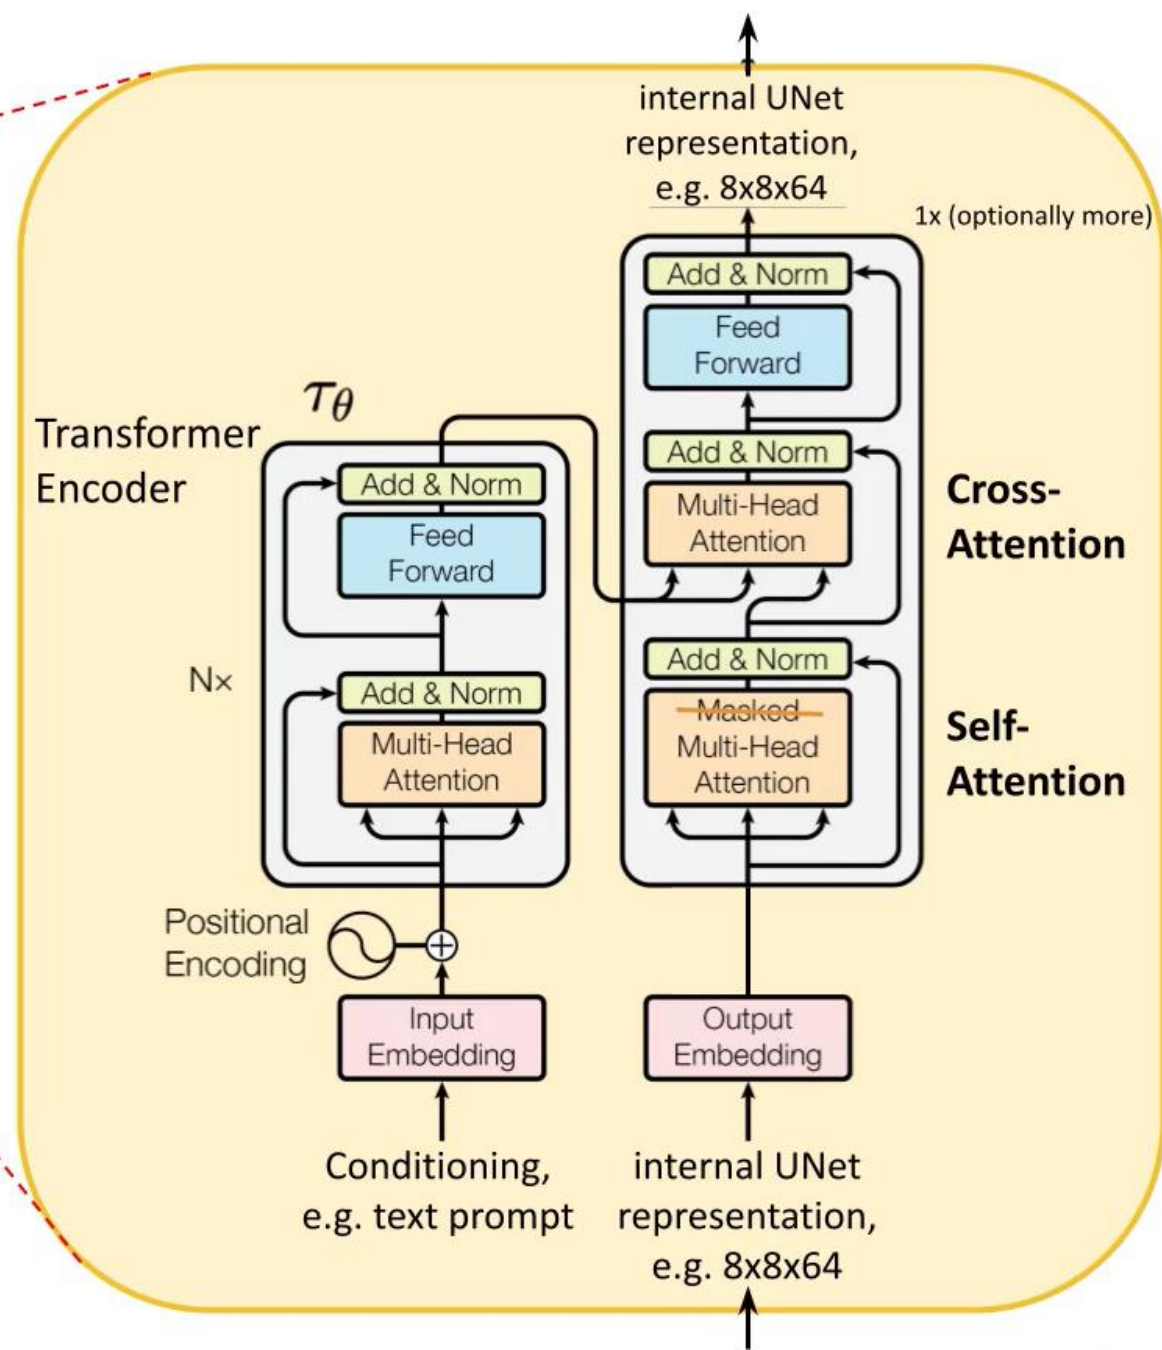 internal UNet
representation,
e.g. 8x8x64
1x (optionally more)
Add & Norm
Feed
Forward
Add & Norm
Multi-Head
Attention
Cross-
Attention
Add & Norm
Masked
Multi-Head
Attention
Self-
Attention
τθ
Transformer
Encoder
Add & Norm
Feed
Forward
N×
Add & Norm
Multi-Head
Attention
Positional
Encoding
Input
Embedding
Output
Embedding
Conditioning,
e.g. text prompt
internal UNet
representation,
e.g. 8x8x64